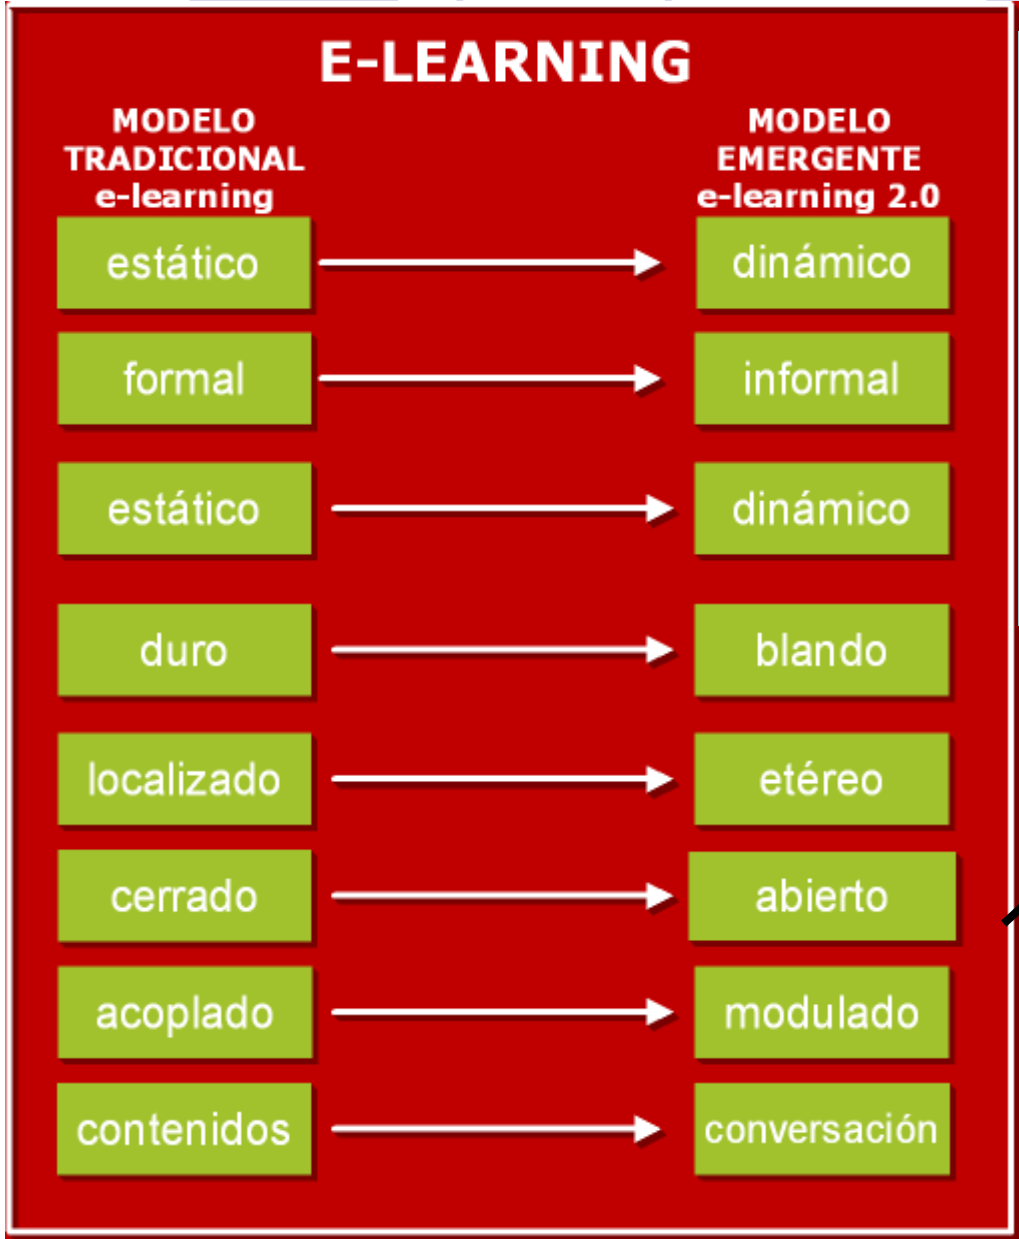 E-LEARNING
MODELO
TRADICIONAL
e-learning
MODELO
EMERGENTE
e-learning 2.0
estático
dinámico
formal
informal
estático
dinámico
duro
blando
localizado
etéreo
cerrado
abierto
acoplado
modulado
contenidos
conversación